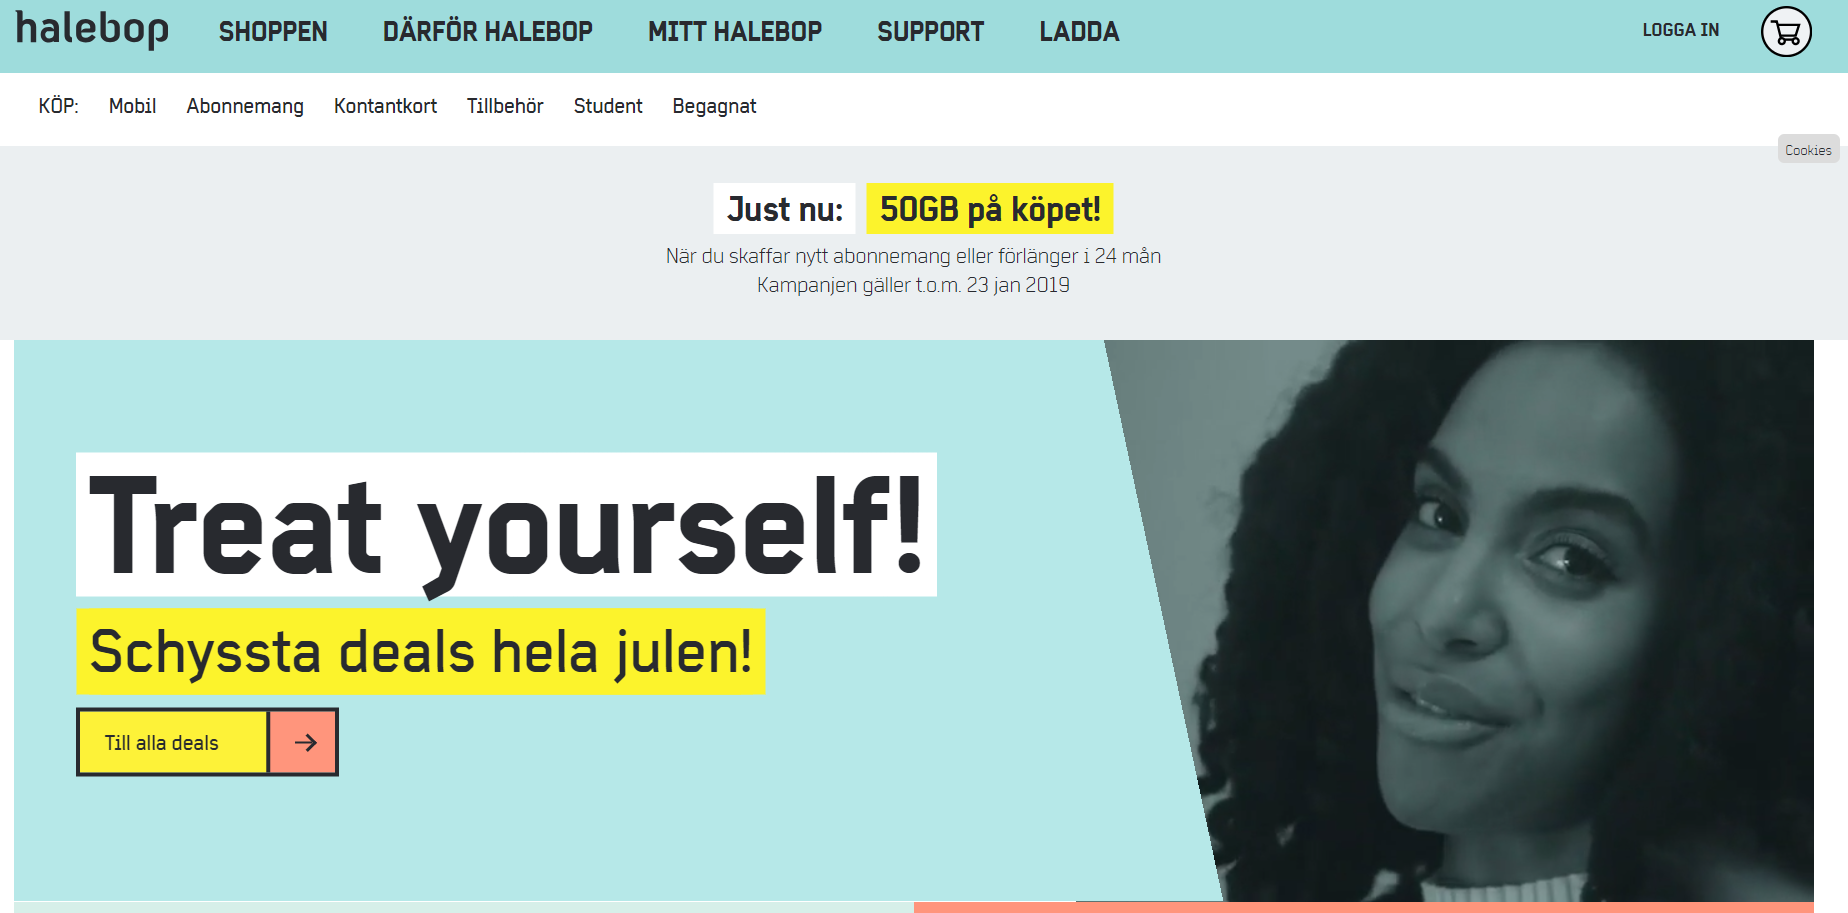 halebop SHOPPEN DÄRFÖR HALEBOP MITT HALEBOP SUPPORT LADDA LOGGA IN
KÖP: Mobil Abonnemang Kontantkort Tillbehör Student Begagnat
Cookies
Just nu: 50GB på köpet!
När du skaffar nytt abonnemang eller förlänger i 24 mån
Kampanjen gäller t.o.m. 23 jan 2019
Treat yourself!
Schyssta deals hela julen!
Till alla deals